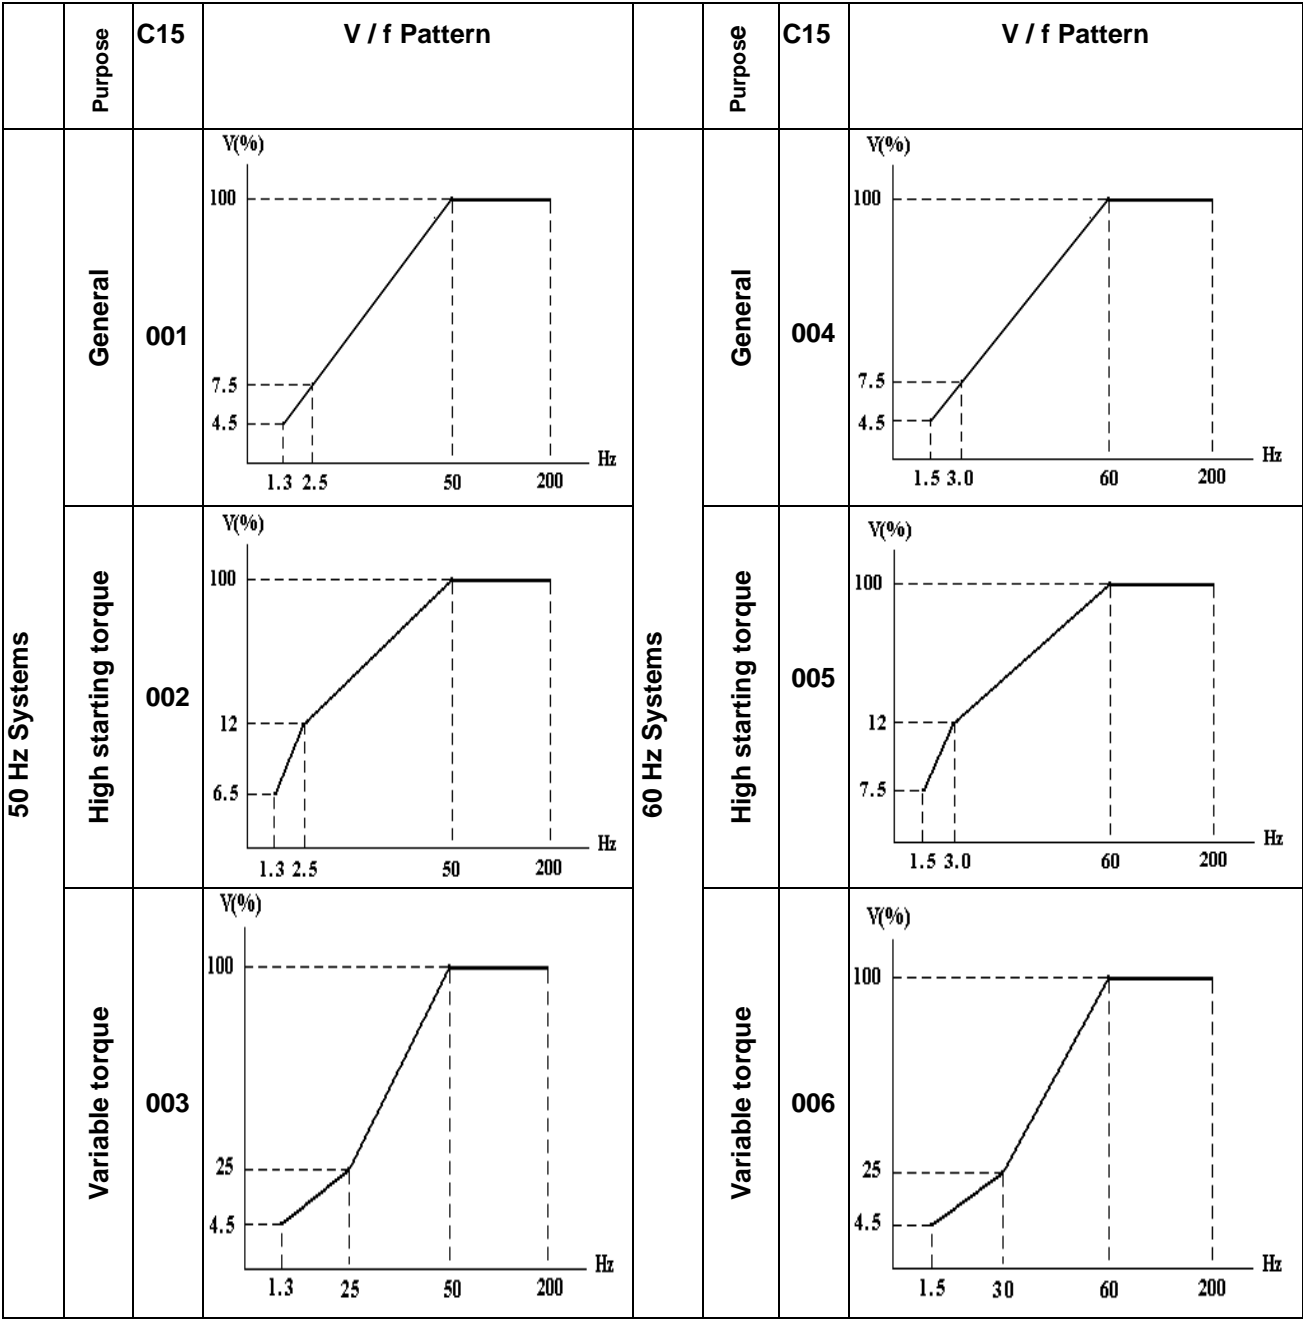 Purpose
C15
V / f Pattern
Purpose
C15
V / f Pattern
50 Hz Systems
General
001
V(%)
100
7.5
4.5
Hz
1.3 2.5 50 200
High starting torque
002
V(%)
100
12
6.5
Hz
1.3 2.5 50 200
Variable torque
003
V(%)
100
25
4.5
Hz
1.3 25 50 200
60 Hz Systems
General
004
V(%)
100
7.5
4.5
Hz
1.5 3.0 60 200
High starting torque
005
V(%)
100
12
7.5
Hz
1.5 3.0 60 200
Variable torque
006
V(%)
100
25
4.5
Hz
1.5 30 60 200